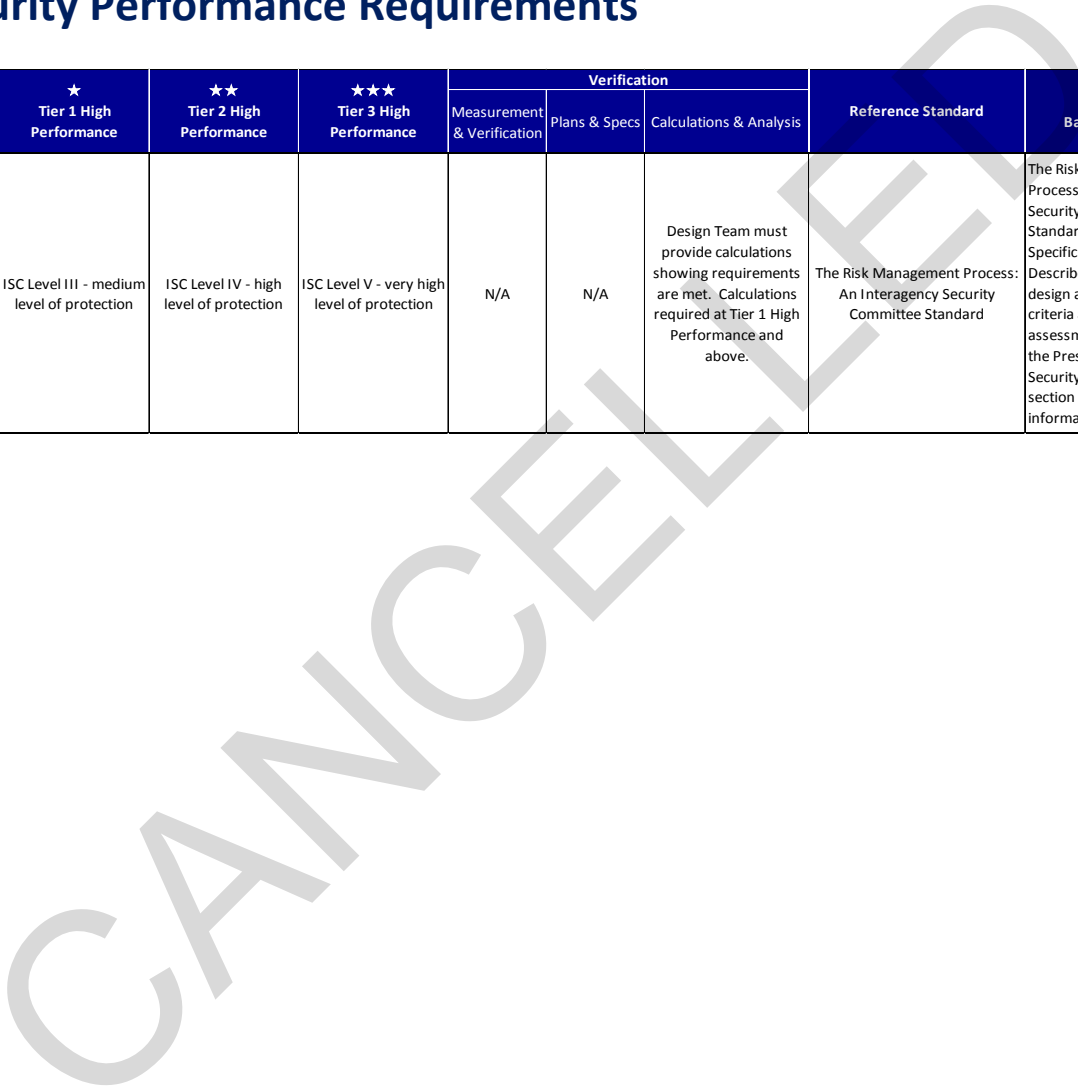 urity Performance Requirements
★
Tier 1 High
Performance
★★
Tier 2 High
Performance
★★★
Tier 3 High
Performance
Verification
Measurement
& Verification
Plans & Specs
Calculations & Analysis
Reference Standard
Ba
ISC Level III - medium
level of protection
ISC Level IV - high
level of protection
ISC Level V - very high
level of protection
N/A
N/A
Design Team must
provide calculations
showing requirements
are met.  Calculations
required at Tier 1 High
Performance and
above.
The Risk Management Process:
An Interagency Security
Committee Standard
The Risk
Process
Security
Standar
Specific
Describ
design a
criteria
assessm
the Pres
Security
section
informa
CANCELLED